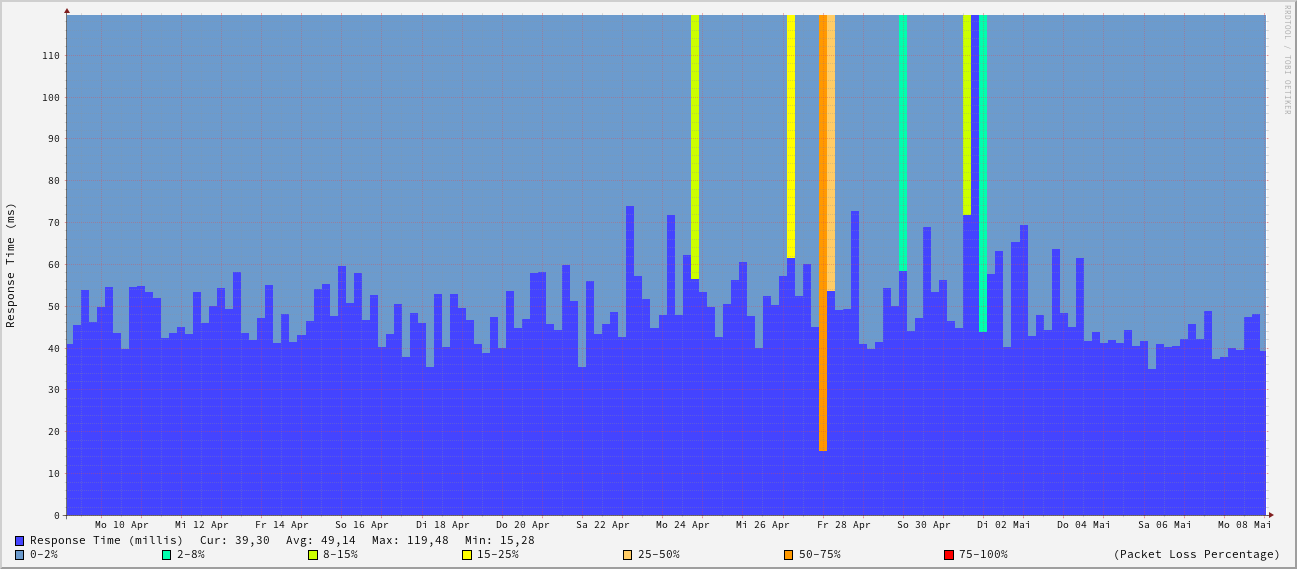 RRDTOOL / TOBI OETIKER
Response Time (ms)
110
100
90
80
70
60
50
40
30
20
10
0
Mo 10 Apr Mi 12 Apr Fr 14 Apr So 16 Apr Di 18 Apr Do 20 Apr Sa 22 Apr Mo 24 Apr Mi 26 Apr Fr 28 Apr So 30 Apr Di 02 Mai Do 04 Mai Sa 06 Mai Mo 08 Mai
Response Time (millis) Cur: 39,30 Avg: 49,14 Max: 119,48 Min: 15,28
0-2% 2-8% 8-15% 15-25% 25-50% 50-75% 75-100% (Packet Loss Percentage)